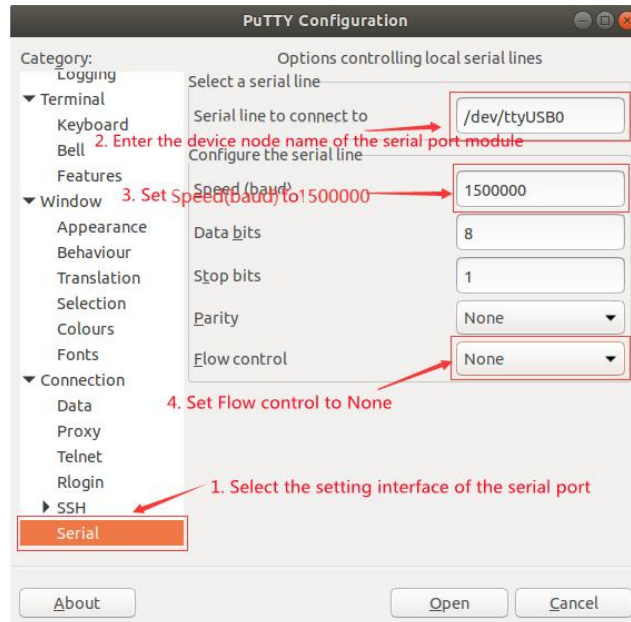 PuTTY Configuration
Category:
Options controlling local serial lines
Logging
Terminal
Keyboard
Bell
Features
Window
Appearance
Behaviour
Translation
Selection
Colours
Fonts
Connection
Data
Proxy
Telnet
Rlogin
SSH
Serial
Select a serial line
Serial line to connect to
/dev/ttyUSB0
2. Enter the device node name of the serial port module
Configure the serial line
Speed (baud)
1500000
3. Set Speed(baud) to1500000
Data bits
8
Stop bits
1
Parity
None
Flow control
None
4. Set Flow control to None
1. Select the setting interface of the serial port
About
Open
Cancel